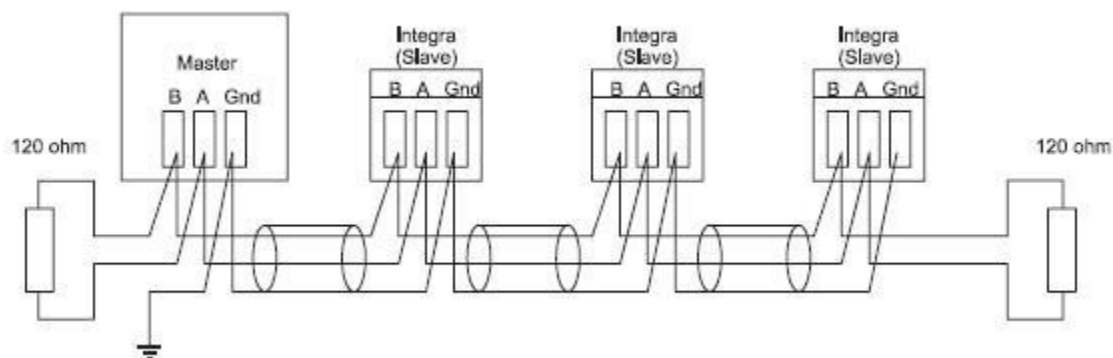 Master
B A Gnd
Integra
(Slave)
B A Gnd
Integra
(Slave)
B A Gnd
Integra
(Slave)
B A Gnd
120 ohm
120 ohm